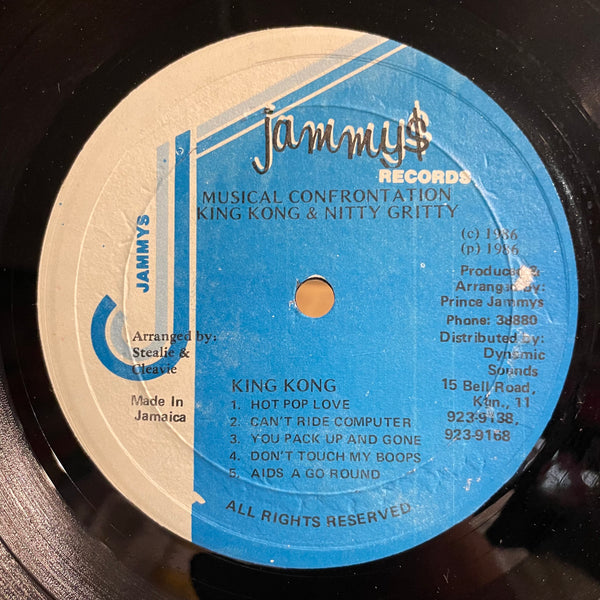 jammy$
RECORDS
MUSICAL CONFRONTATION
KING KONG & NITTY GRITTY
(c) 1986
(p) 1986
Produced &
Arranged by:
Prince Jammys
Phone: 38880
Distributed by:
Dynamic
Sounds
15 Bell Road,
Kgn., 11
923-9138,
923-9168
JAMMYS
Arranged by:
Stealie &
Cleavie
Made In
Jamaica
KING KONG
1. HOT POP LOVE
2. CAN'T RIDE COMPUTER
3. YOU PACK UP AND GONE
4. DON'T TOUCH MY BOOPS
5. AIDS A GO ROUND
ALL RIGHTS RESERVED